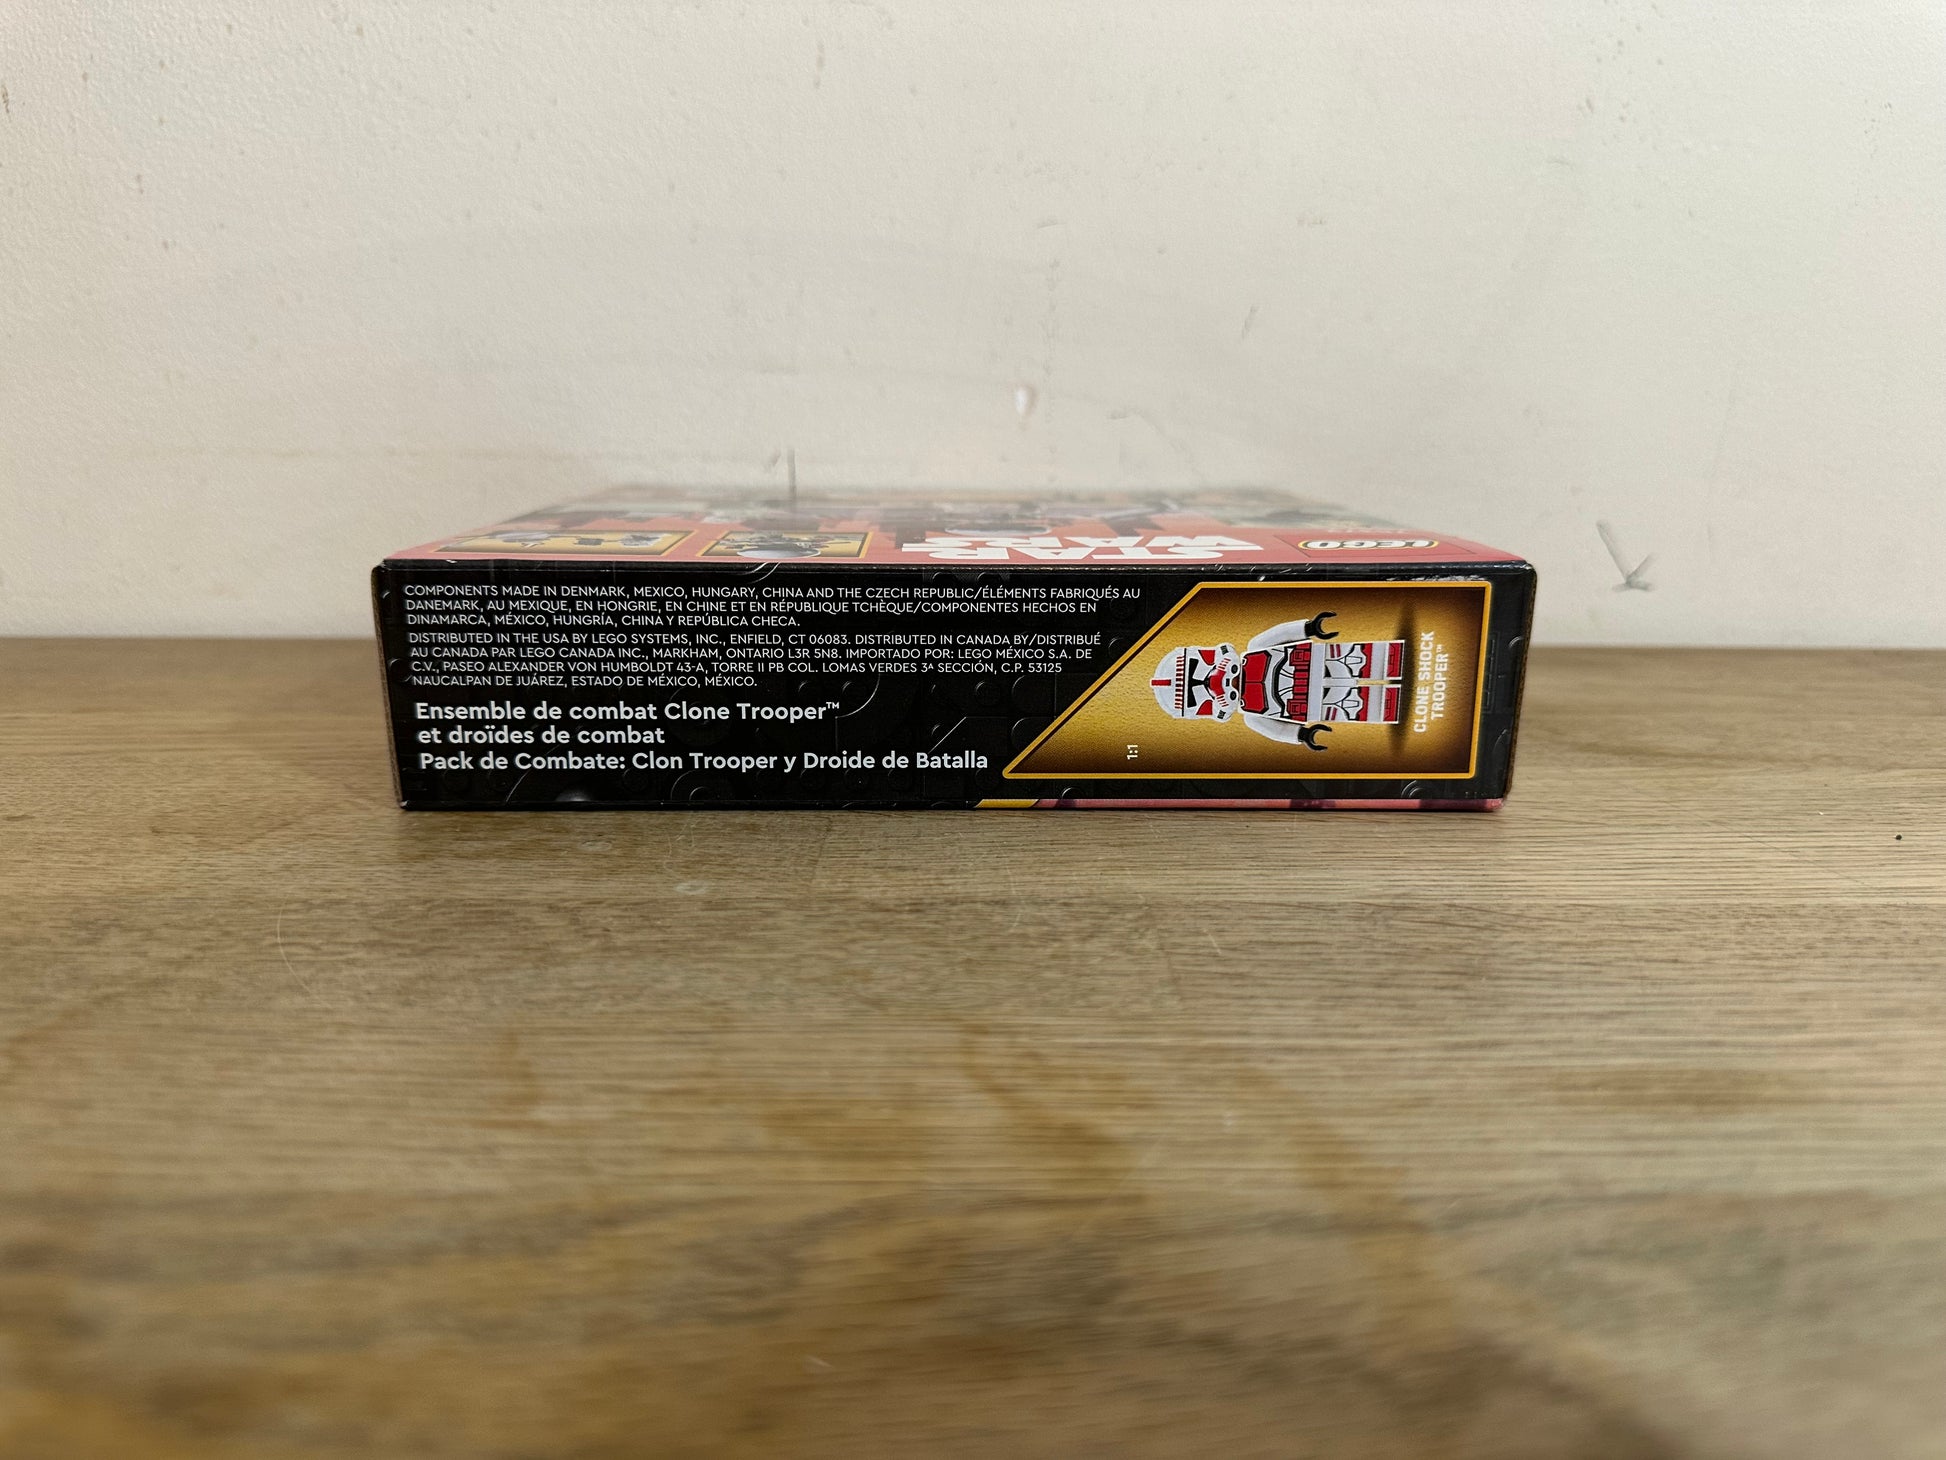 STAR
WARS
LEGO
COMPONENTS MADE IN DENMARK, MEXICO, HUNGARY, CHINA AND THE CZECH REPUBLIC/ÉLÉMENTS FABRIQUÉS AU
DANEMARK, AU MEXIQUE, EN HONGRIE, EN CHINE ET EN RÉPUBLIQUE TCHÈQUE/COMPONENTES HECHOS EN
DINAMARCA, MÉXICO, HUNGRÍA, CHINA Y REPÚBLICA CHECA.
DISTRIBUTED IN THE USA BY LEGO SYSTEMS, INC., ENFIELD, CT 06083. DISTRIBUTED IN CANADA BY/DISTRIBUÉ
AU CANADA PAR LEGO CANADA INC., MARKHAM, ONTARIO L3R 5N8. IMPORTADO POR: LEGO MÉXICO S.A. DE
C.V., PASEO ALEXANDER VON HUMBOLDT 43-A, TORRE II PB COL. LOMAS VERDES 3ᴬ SECCIÓN, C.P. 53125
NAUCALPAN DE JUÁREZ, ESTADO DE MÉXICO, MÉXICO.
Ensemble de combat Clone Trooper™
et droïdes de combat
Pack de Combate: Clon Trooper y Droide de Batalla
1:1
CLONE SHOCK
TROOPER™